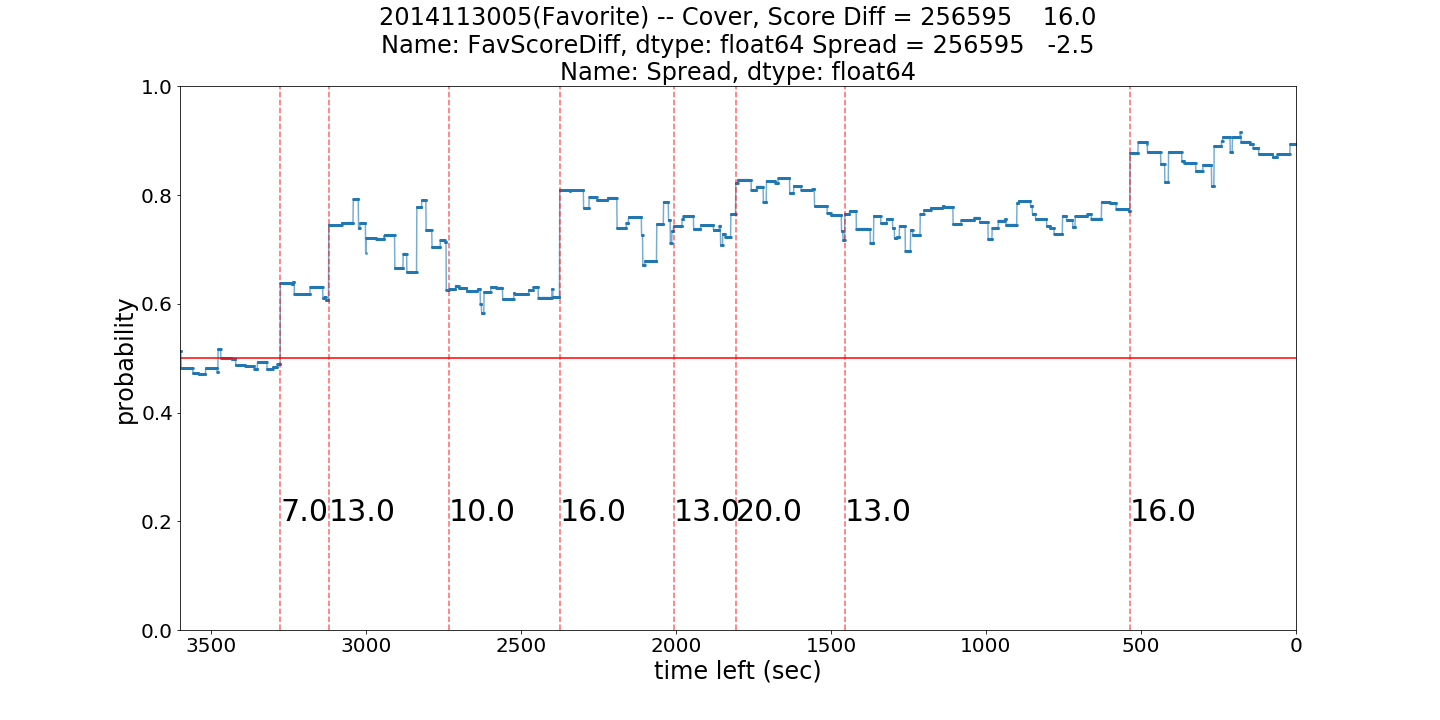 2014113005(Favorite) -- Cover, Score Diff = 256595    16.0
Name: FavScoreDiff, dtype: float64 Spread = 256595   -2.5
Name: Spread, dtype: float64
1.0
0.8
0.6
0.4
0.2
0.0
probability
7.0 13.0 10.0 16.0 13.0 20.0 13.0 16.0
3500 3000 2500 2000 1500 1000 500 0
time left (sec)